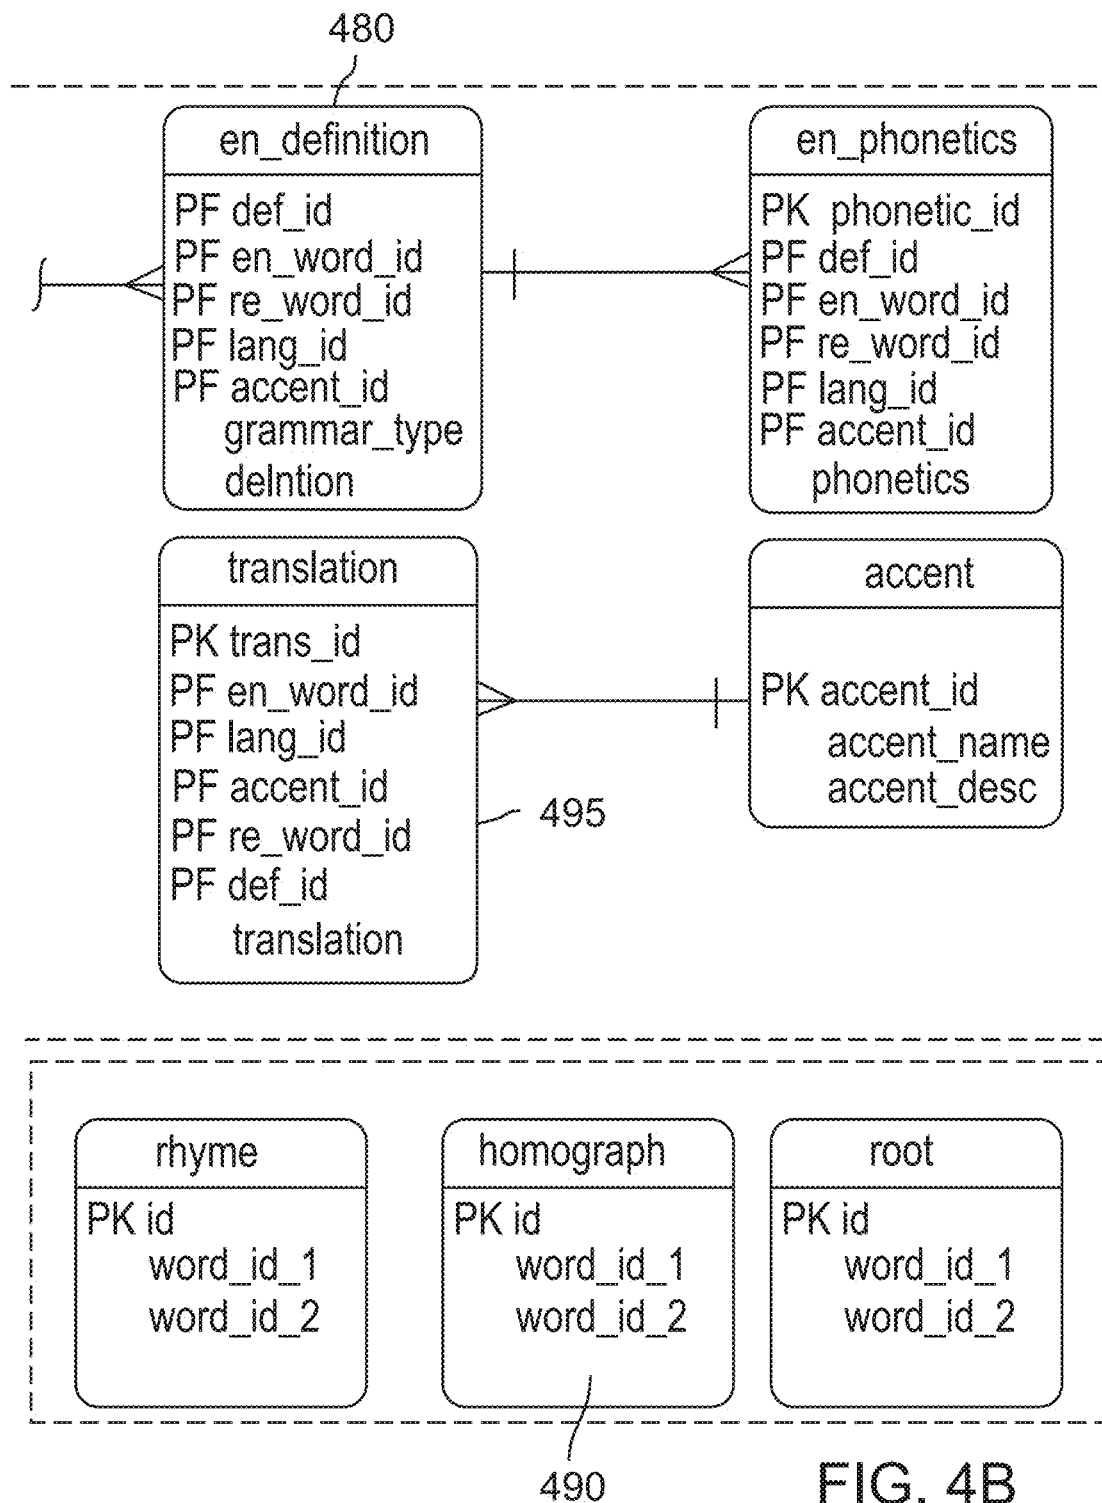 480
en_definition
PF def_id
PF en_word_id
PF re_word_id
PF lang_id
PF accent_id
grammar_type
delntion
en_phonetics
PK phonetic_id
PF def_id
PF en_word_id
PF re_word_id
PF lang_id
PF accent_id
phonetics
translation
PK trans_id
PF en_word_id
PF lang_id
PF accent_id
PF re_word_id
PF def_id
translation
495
accent
PK accent_id
accent_name
accent_desc
rhyme
PK id
word_id_1
word_id_2
homograph
PK id
word_id_1
word_id_2
root
PK id
word_id_1
word_id_2
490
FIG. 4B